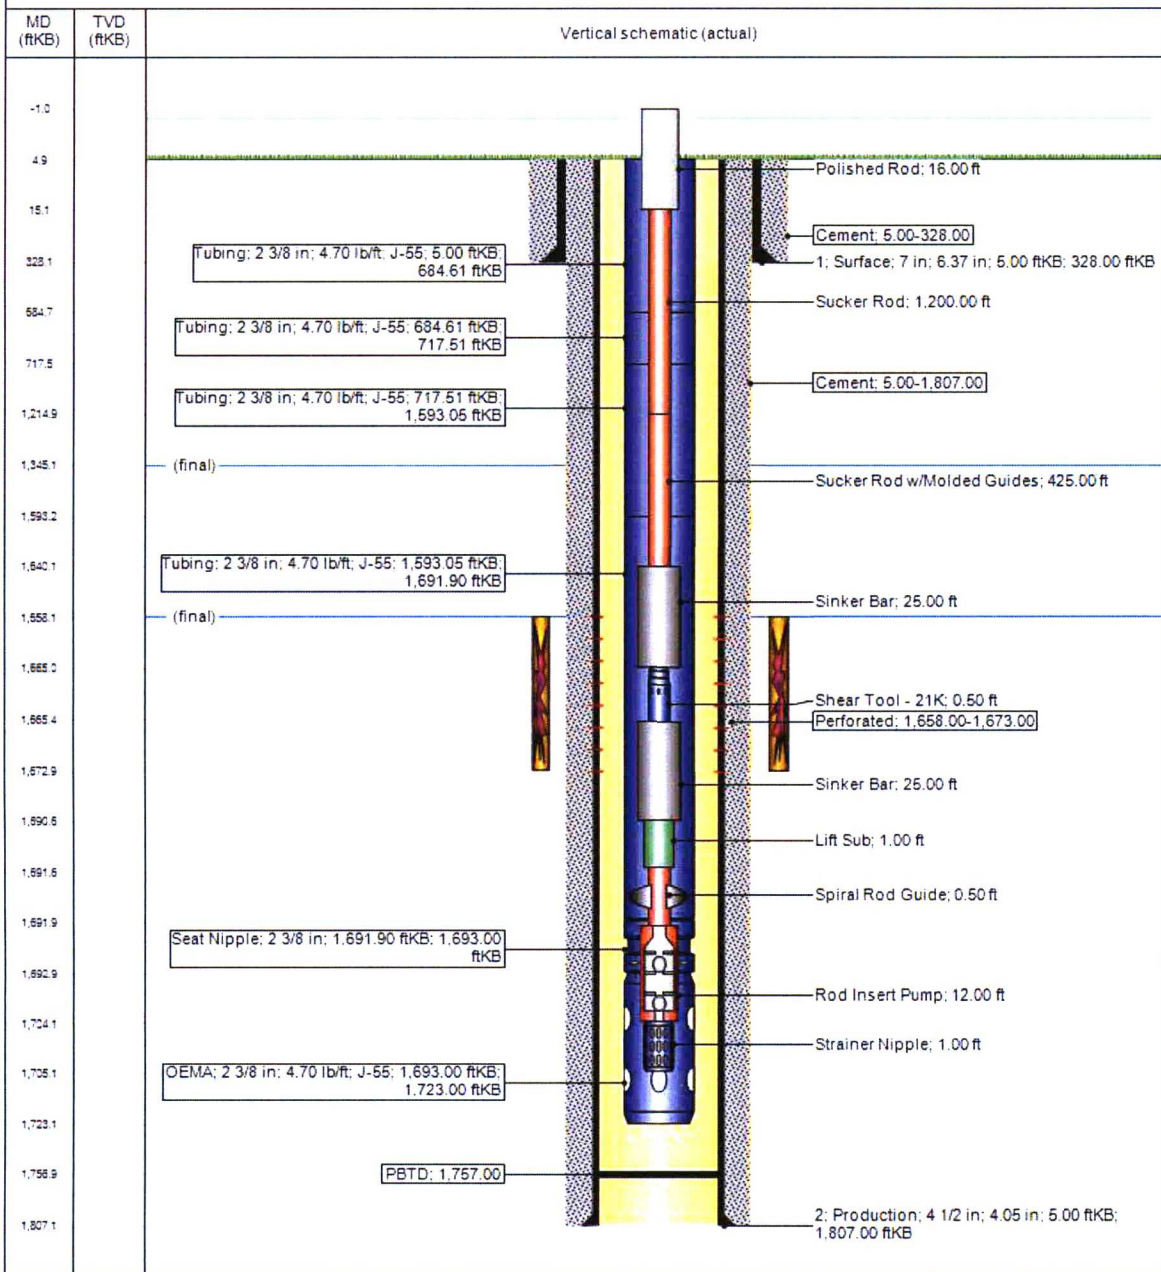 MD
(ftKB)
TVD
(ftKB)
Vertical schematic (actual)
-1.0
4.9
15.1
328.1
684.7
717.5
1,214.9
1,345.1
1,593.2
1,640.1
1,658.1
1,665.0
1,665.4
1,672.9
1,690.6
1,691.6
1,691.9
1,692.9
1,704.1
1,705.1
1,723.1
1,756.9
1,807.1
Tubing; 2 3/8 in; 4.70 lb/ft; J-55; 5.00 ftKB;
684.61 ftKB
Tubing; 2 3/8 in; 4.70 lb/ft; J-55; 684.61 ftKB;
717.51 ftKB
Tubing; 2 3/8 in; 4.70 lb/ft; J-55; 717.51 ftKB;
1,593.05 ftKB
(final)
Tubing; 2 3/8 in; 4.70 lb/ft; J-55; 1,593.05 ftKB;
1,691.90 ftKB
(final)
Seat Nipple; 2 3/8 in; 1,691.90 ftKB; 1,693.00
ftKB
OEMA; 2 3/8 in; 4.70 lb/ft; J-55; 1,693.00 ftKB;
1,723.00 ftKB
PBTD; 1,757.00
Polished Rod; 16.00 ft
Cement; 5.00-328.00
1; Surface; 7 in; 6.37 in; 5.00 ftKB; 328.00 ftKB
Sucker Rod; 1,200.00 ft
Cement; 5.00-1,807.00
Sucker Rod w/Molded Guides; 425.00 ft
Sinker Bar; 25.00 ft
Shear Tool - 21K; 0.50 ft
Perforated; 1,658.00-1,673.00
Sinker Bar; 25.00 ft
Lift Sub; 1.00 ft
Spiral Rod Guide; 0.50 ft
Rod Insert Pump; 12.00 ft
Strainer Nipple; 1.00 ft
2; Production; 4 1/2 in; 4.05 in; 5.00 ftKB;
1,807.00 ftKB